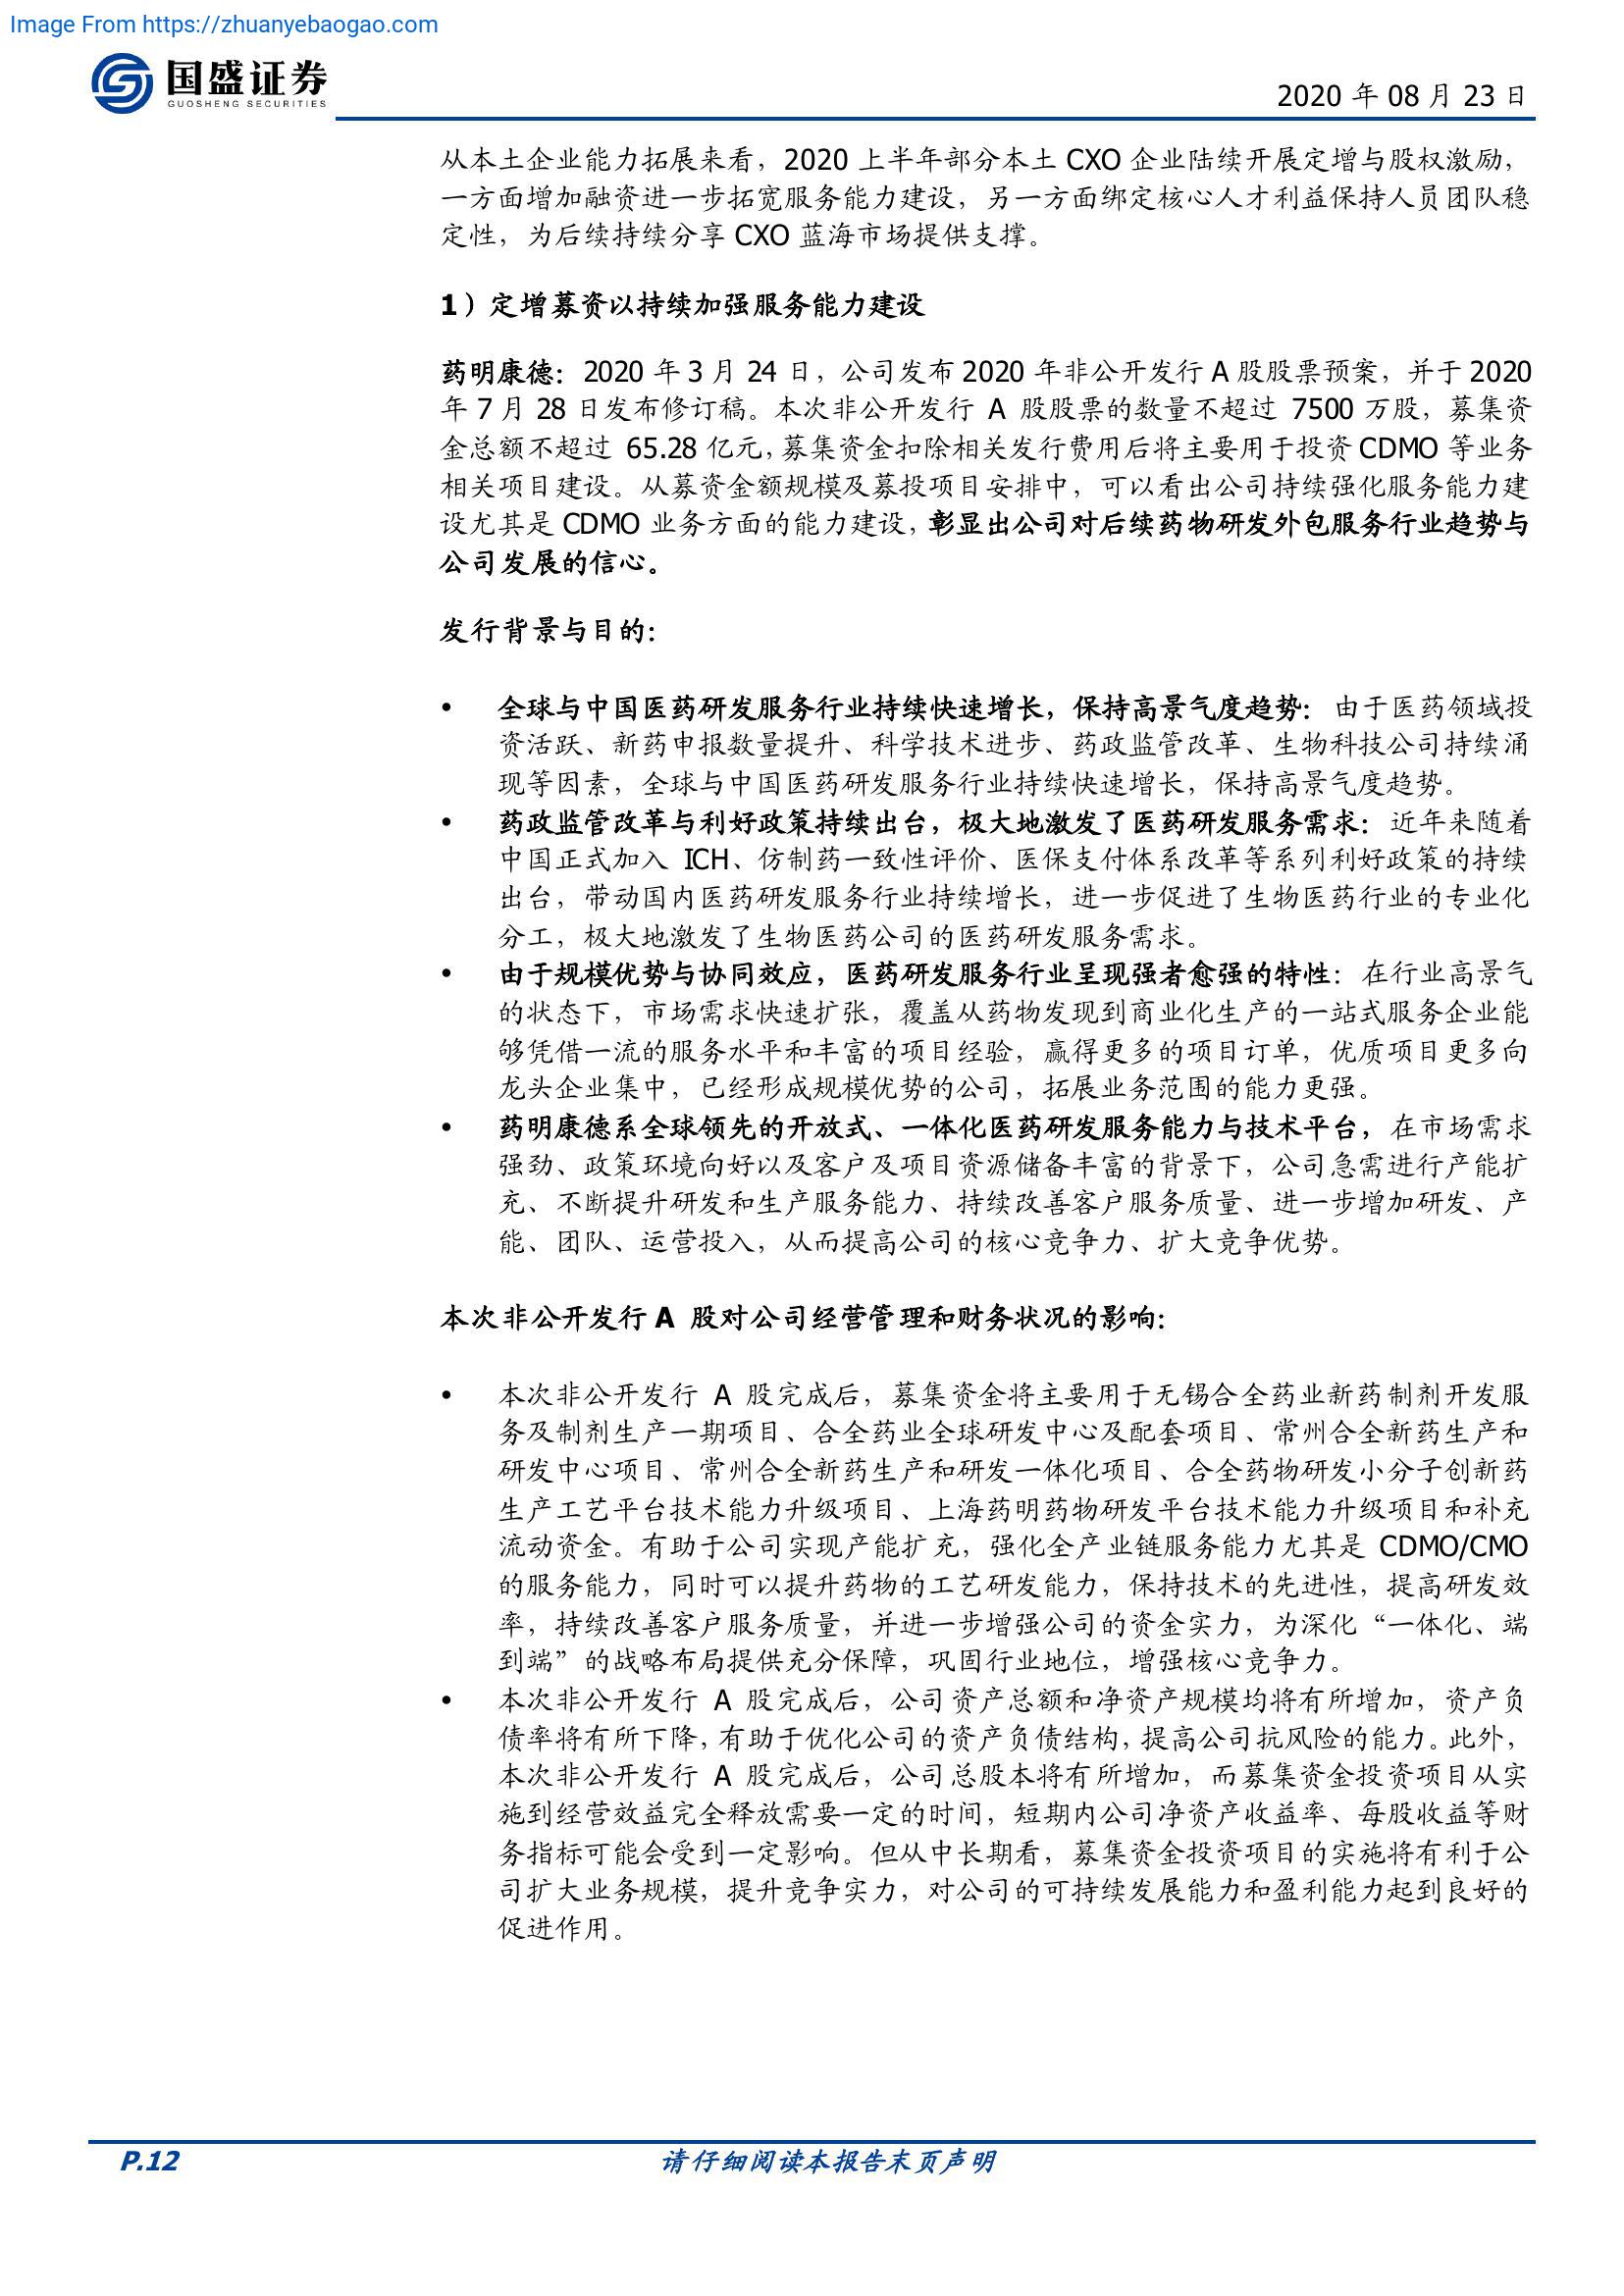 Image From https://zhuanyebaogao.com
国盛证券
GUOSHENG SECURITIES
2020 年 08 月 23 日
从本土企业能力拓展来看，2020 上半年部分本土 CXO 企业陆续开展定增与股权激励，
一方面增加融资进一步拓宽服务能力建设，另一方面绑定核心人才利益保持人员团队稳
定性，为后续持续分享 CXO 蓝海市场提供支撑。
1）定增募资以持续加强服务能力建设
药明康德：2020 年 3 月 24 日，公司发布 2020 年非公开发行 A 股股票预案，并于 2020
年 7 月 28 日发布修订稿。本次非公开发行 A 股股票的数量不超过 7500 万股，募集资
金总额不超过 65.28 亿元，募集资金扣除相关发行费用后将主要用于投资 CDMO 等业务
相关项目建设。从募资金额规模及募投项目安排中，可以看出公司持续强化服务能力建
设尤其是 CDMO 业务方面的能力建设，彰显出公司对后续药物研发外包服务行业趋势与
公司发展的信心。
发行背景与目的：
• 全球与中国医药研发服务行业持续快速增长，保持高景气度趋势：由于医药领域投
资活跃、新药申报数量提升、科学技术进步、药政监管改革、生物科技公司持续涌
现等因素，全球与中国医药研发服务行业持续快速增长，保持高景气度趋势。
• 药政监管改革与利好政策持续出台，极大地激发了医药研发服务需求：近年来随着
中国正式加入 ICH、仿制药一致性评价、医保支付体系改革等系列利好政策的持续
出台，带动国内医药研发服务行业持续增长，进一步促进了生物医药行业的专业化
分工，极大地激发了生物医药公司的医药研发服务需求。
• 由于规模优势与协同效应，医药研发服务行业呈现强者愈强的特性：在行业高景气
的状态下，市场需求快速扩张，覆盖从药物发现到商业化生产的一站式服务企业能
够凭借一流的服务水平和丰富的项目经验，赢得更多的项目订单，优质项目更多向
龙头企业集中，已经形成规模优势的公司，拓展业务范围的能力更强。
• 药明康德系全球领先的开放式、一体化医药研发服务能力与技术平台，在市场需求
强劲、政策环境向好以及客户及项目资源储备丰富的背景下，公司急需进行产能扩
充、不断提升研发和生产服务能力、持续改善客户服务质量、进一步增加研发、产
能、团队、运营投入，从而提高公司的核心竞争力、扩大竞争优势。
本次非公开发行 A 股对公司经营管理和财务状况的影响：
• 本次非公开发行 A 股完成后，募集资金将主要用于无锡合全药业新药制剂开发服
务及制剂生产一期项目、合全药业全球研发中心及配套项目、常州合全新药生产和
研发中心项目、常州合全新药生产和研发一体化项目、合全药物研发小分子创新药
生产工艺平台技术能力升级项目、上海药明药物研发平台技术能力升级项目和补充
流动资金。有助于公司实现产能扩充，强化全产业链服务能力尤其是 CDMO/CMO
的服务能力，同时可以提升药物的工艺研发能力，保持技术的先进性，提高研发效
率，持续改善客户服务质量，并进一步增强公司的资金实力，为深化“一体化、端
到端”的战略布局提供充分保障，巩固行业地位，增强核心竞争力。
• 本次非公开发行 A 股完成后，公司资产总额和净资产规模均将有所增加，资产负
债率将有所下降，有助于优化公司的资产负债结构，提高公司抗风险的能力。此外，
本次非公开发行 A 股完成后，公司总股本将有所增加，而募集资金投资项目从实
施到经营效益完全释放需要一定的时间，短期内公司净资产收益率、每股收益等财
务指标可能会受到一定影响。但从中长期看，募集资金投资项目的实施将有利于公
司扩大业务规模，提升竞争实力，对公司的可持续发展能力和盈利能力起到良好的
促进作用。
P.12
请仔细阅读本报告末页声明